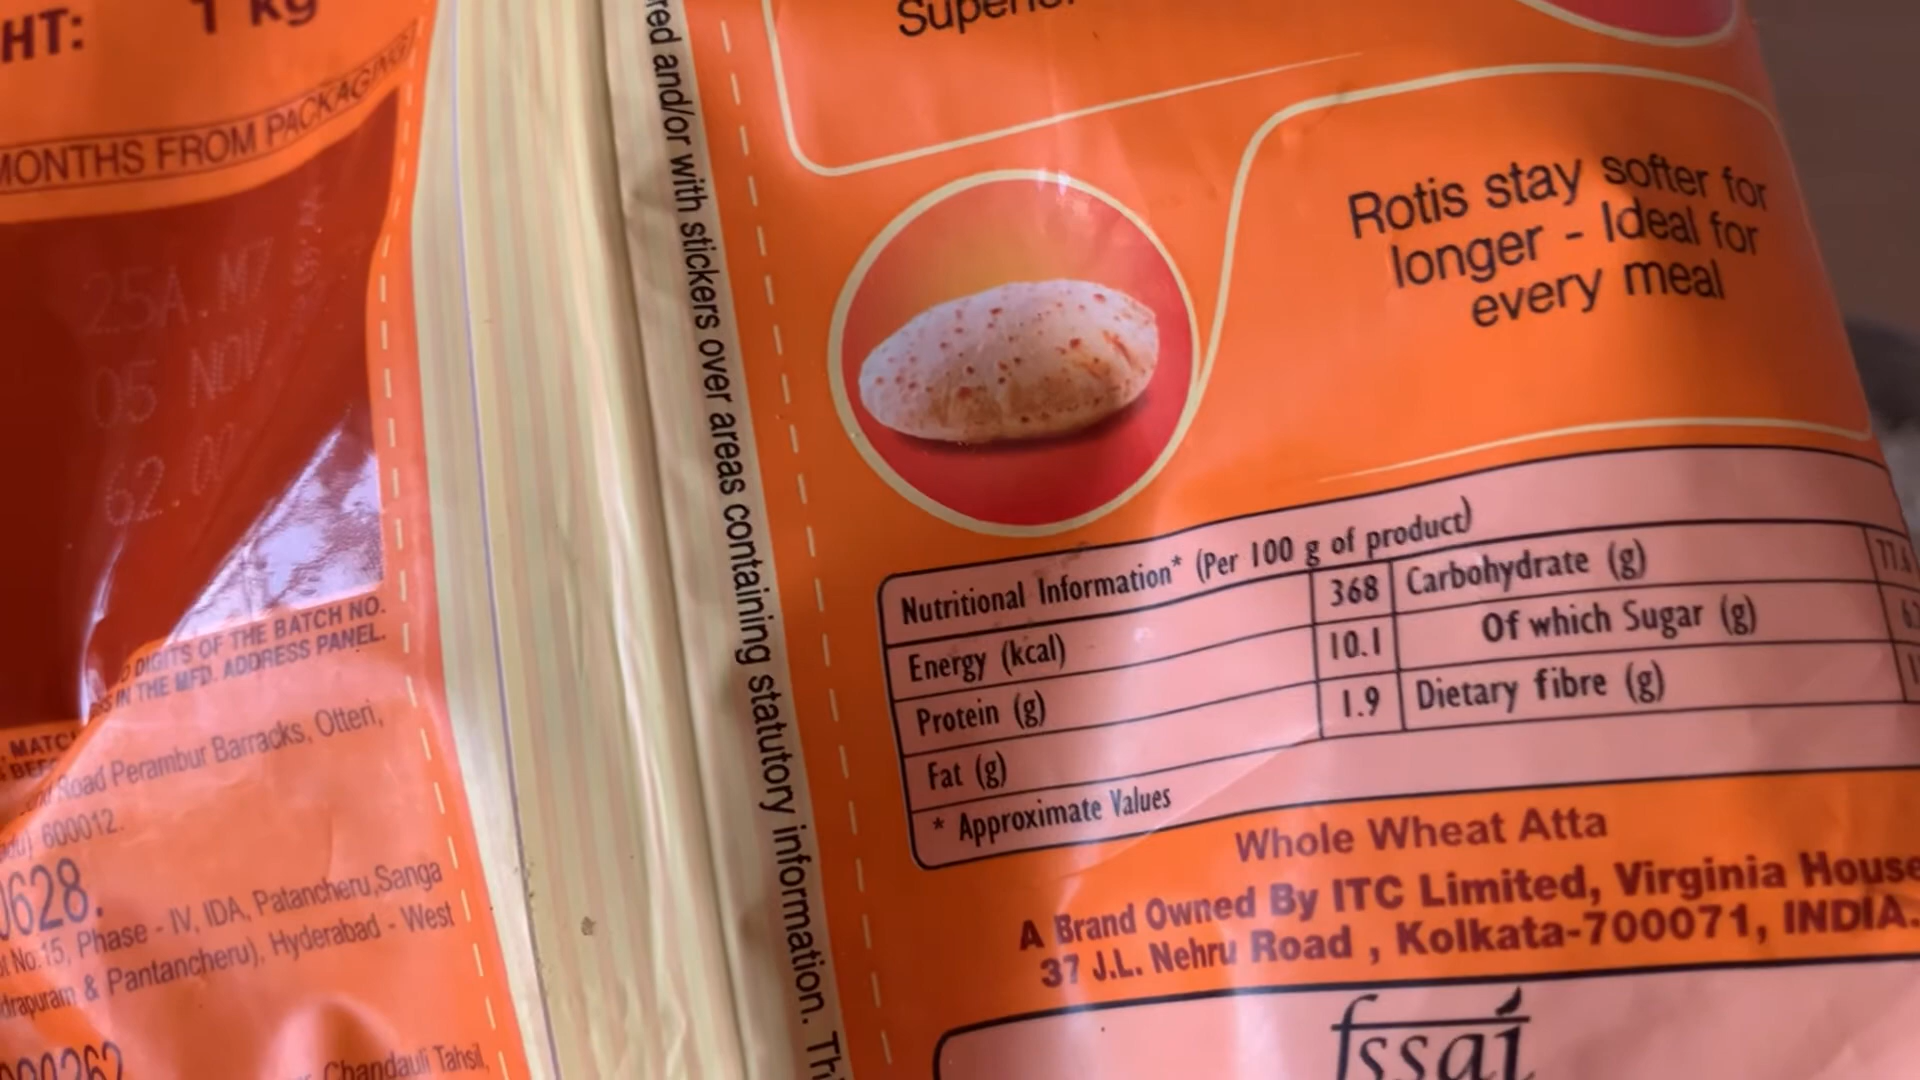 HT: 1 kg
MONTHS FROM PACKAGING
25A.M7
05 NOV
62.00
DIGITS OF THE BATCH NO.
IN THE MFD. ADDRESS PANEL.
Road Perambur Barracks, Otteri,
600012.
0628.
No.15, Phase - IV, IDA, Patancheru,Sanga
& Pantancheru), Hyderabad - West
Chandauli Tahsil,
and/or with stickers over areas containing statutory information.
Rotis stay softer for
longer - Ideal for
every meal
Nutritional Information* (Per 100 g of product)
Energy (kcal) 368 Carbohydrate (g)
Protein (g) 10.1 Of which Sugar (g)
Fat (g) 1.9 Dietary fibre (g)
* Approximate Values
Whole Wheat Atta
A Brand Owned By ITC Limited, Virginia House
37 J.L. Nehru Road , Kolkata-700071, INDIA.
fssai